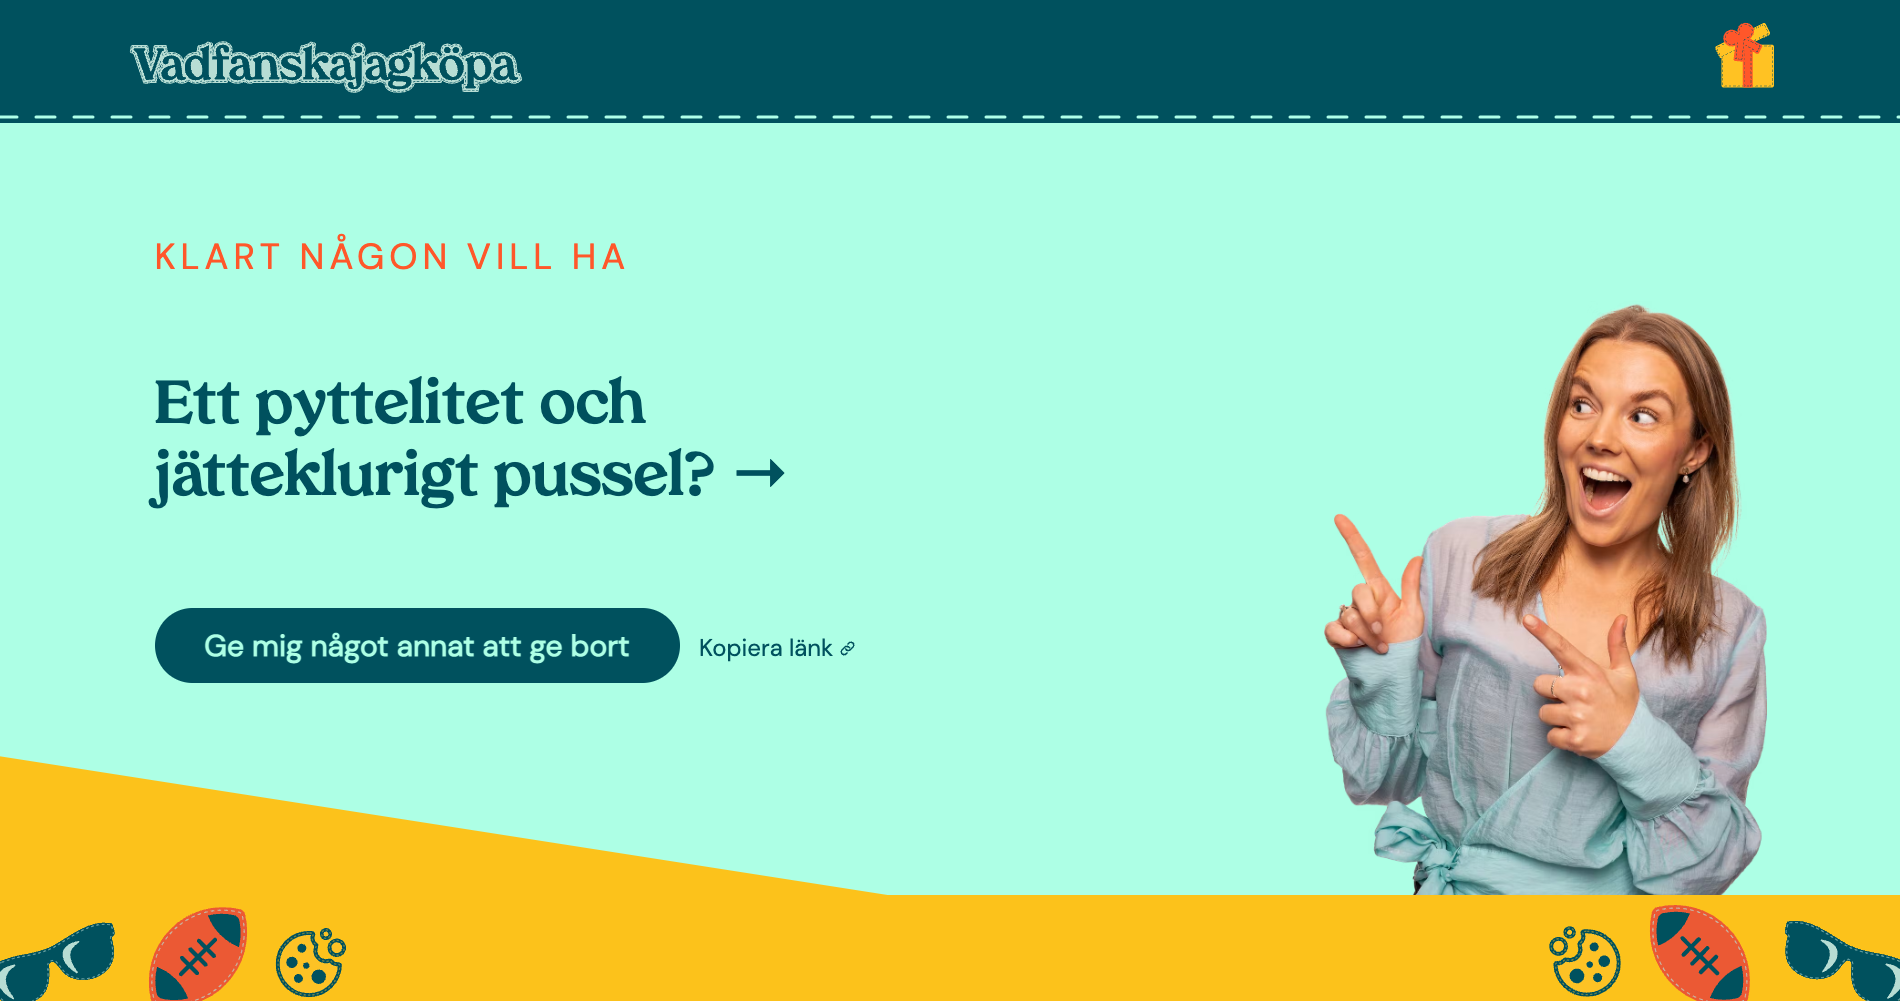 Vadfanskajagköpa
KLART NÅGON VILL HA
Ett pyttelitet och
jätteklurigt pussel? →
Ge mig något annat att ge bort
Kopiera länk